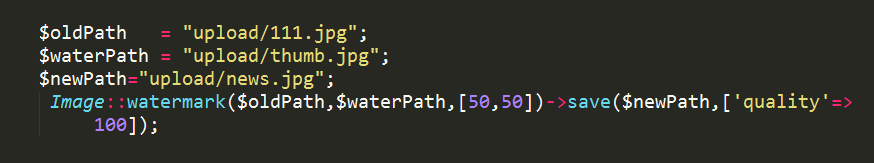 $oldPath   = "upload/111.jpg";
$waterPath = "upload/thumb.jpg";
$newPath="upload/news.jpg";
Image::watermark($oldPath,$waterPath,[50,50])->save($newPath,['quality'=>
100]);